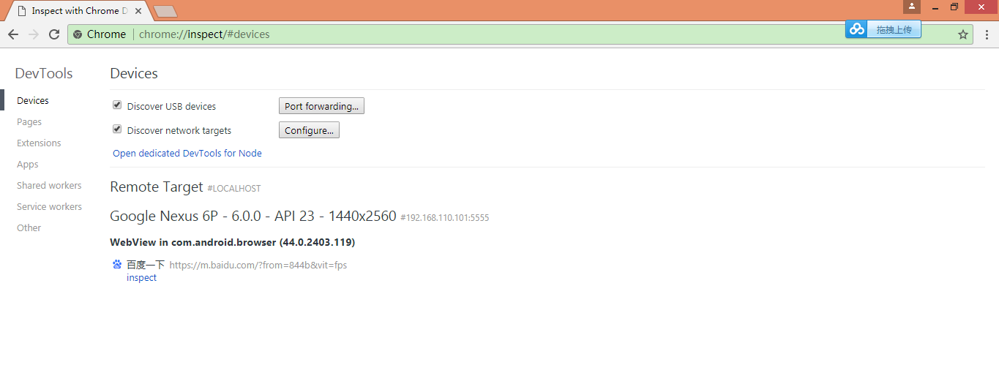 Inspect with Chrome D
Chrome chrome://inspect/#devices
拖拽上传
DevTools
Devices
Pages
Extensions
Apps
Shared workers
Service workers
Other
Devices
Discover USB devices Port forwarding...
Discover network targets Configure...
Open dedicated DevTools for Node
Remote Target #LOCALHOST
Google Nexus 6P - 6.0.0 - API 23 - 1440x2560 #192.168.110.101:5555
WebView in com.android.browser (44.0.2403.119)
百度一下 https://m.baidu.com/?from=844b&vit=fps
inspect